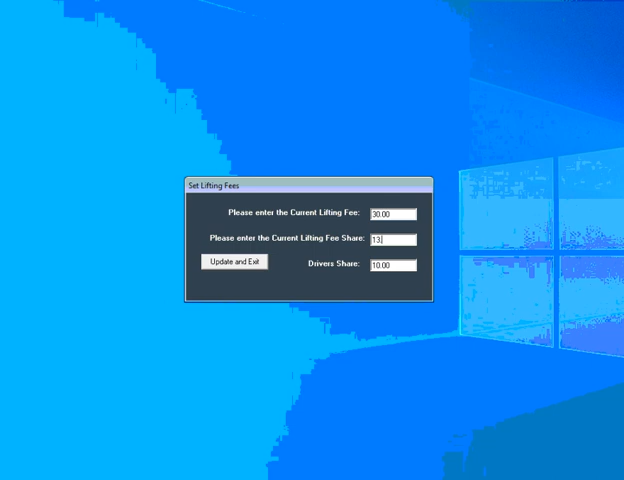 Set Lifting Fees
Please enter the Current Lifting Fee: 30.00
Please enter the Current Lifting Fee Share: 13.
Update and Exit
Drivers Share: 10.00